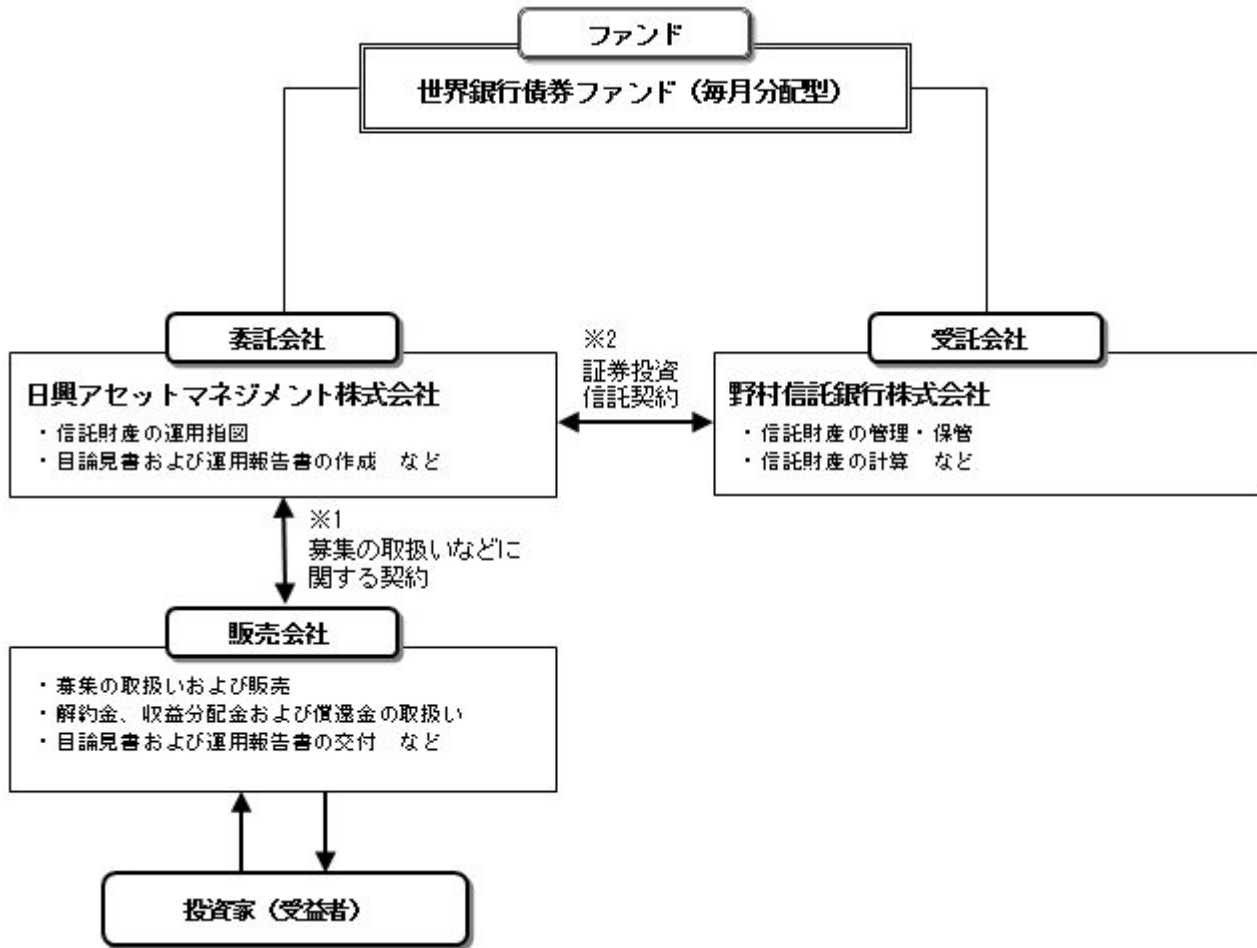 ファンド
世界銀行債券ファンド（毎月分配型）
委託会社
日興アセットマネジメント株式会社
・信託財産の運用指図
・目論見書および運用報告書の作成　など
※2
証券投資
信託契約
受託会社
野村信託銀行株式会社
・信託財産の管理・保管
・信託財産の計算　など
※1
募集の取扱いなどに
関する契約
販売会社
・募集の取扱いおよび販売
・解約金、収益分配金および償還金の取扱い
・目論見書および運用報告書の交付　など
投資家（受益者）